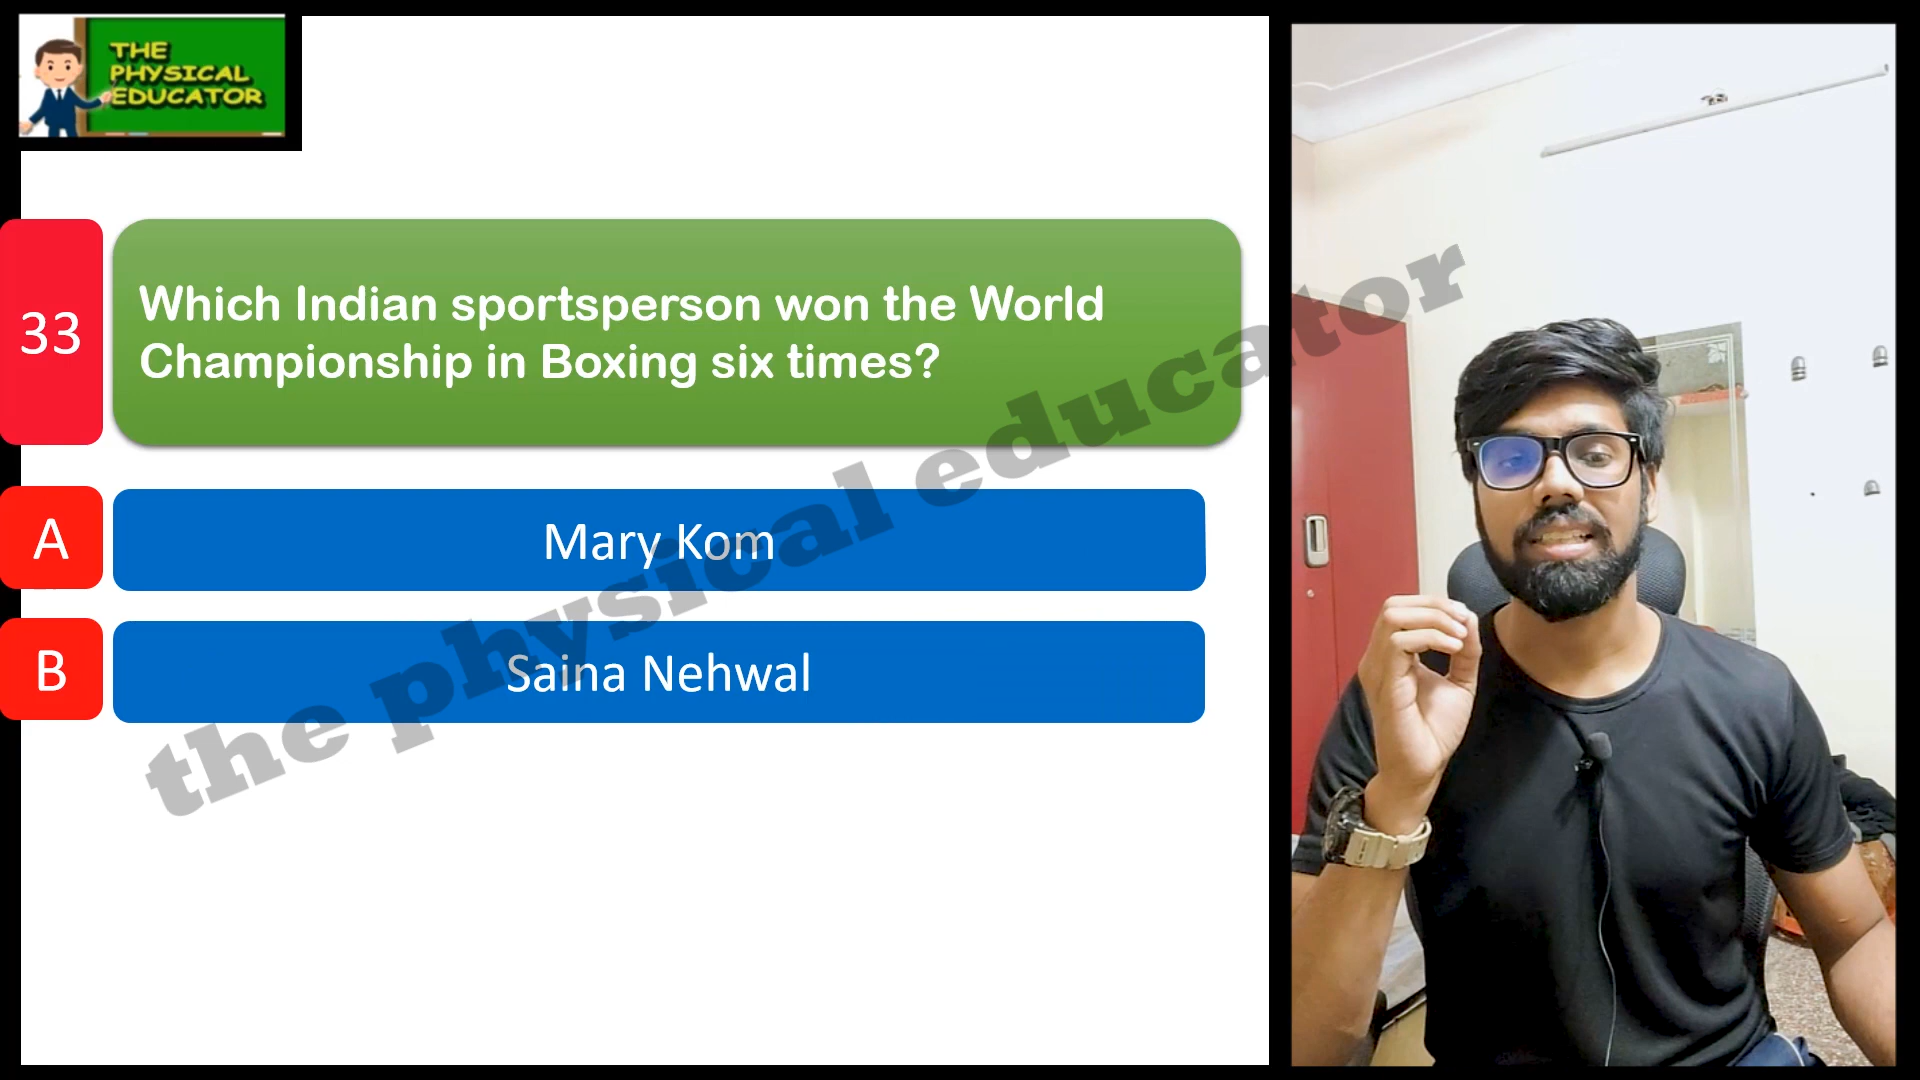 THE
PHYSICAL
EDUCATOR
33
Which Indian sportsperson won the World
Championship in Boxing six times?
A
Mary Kom
B
Saina Nehwal
the physical educator